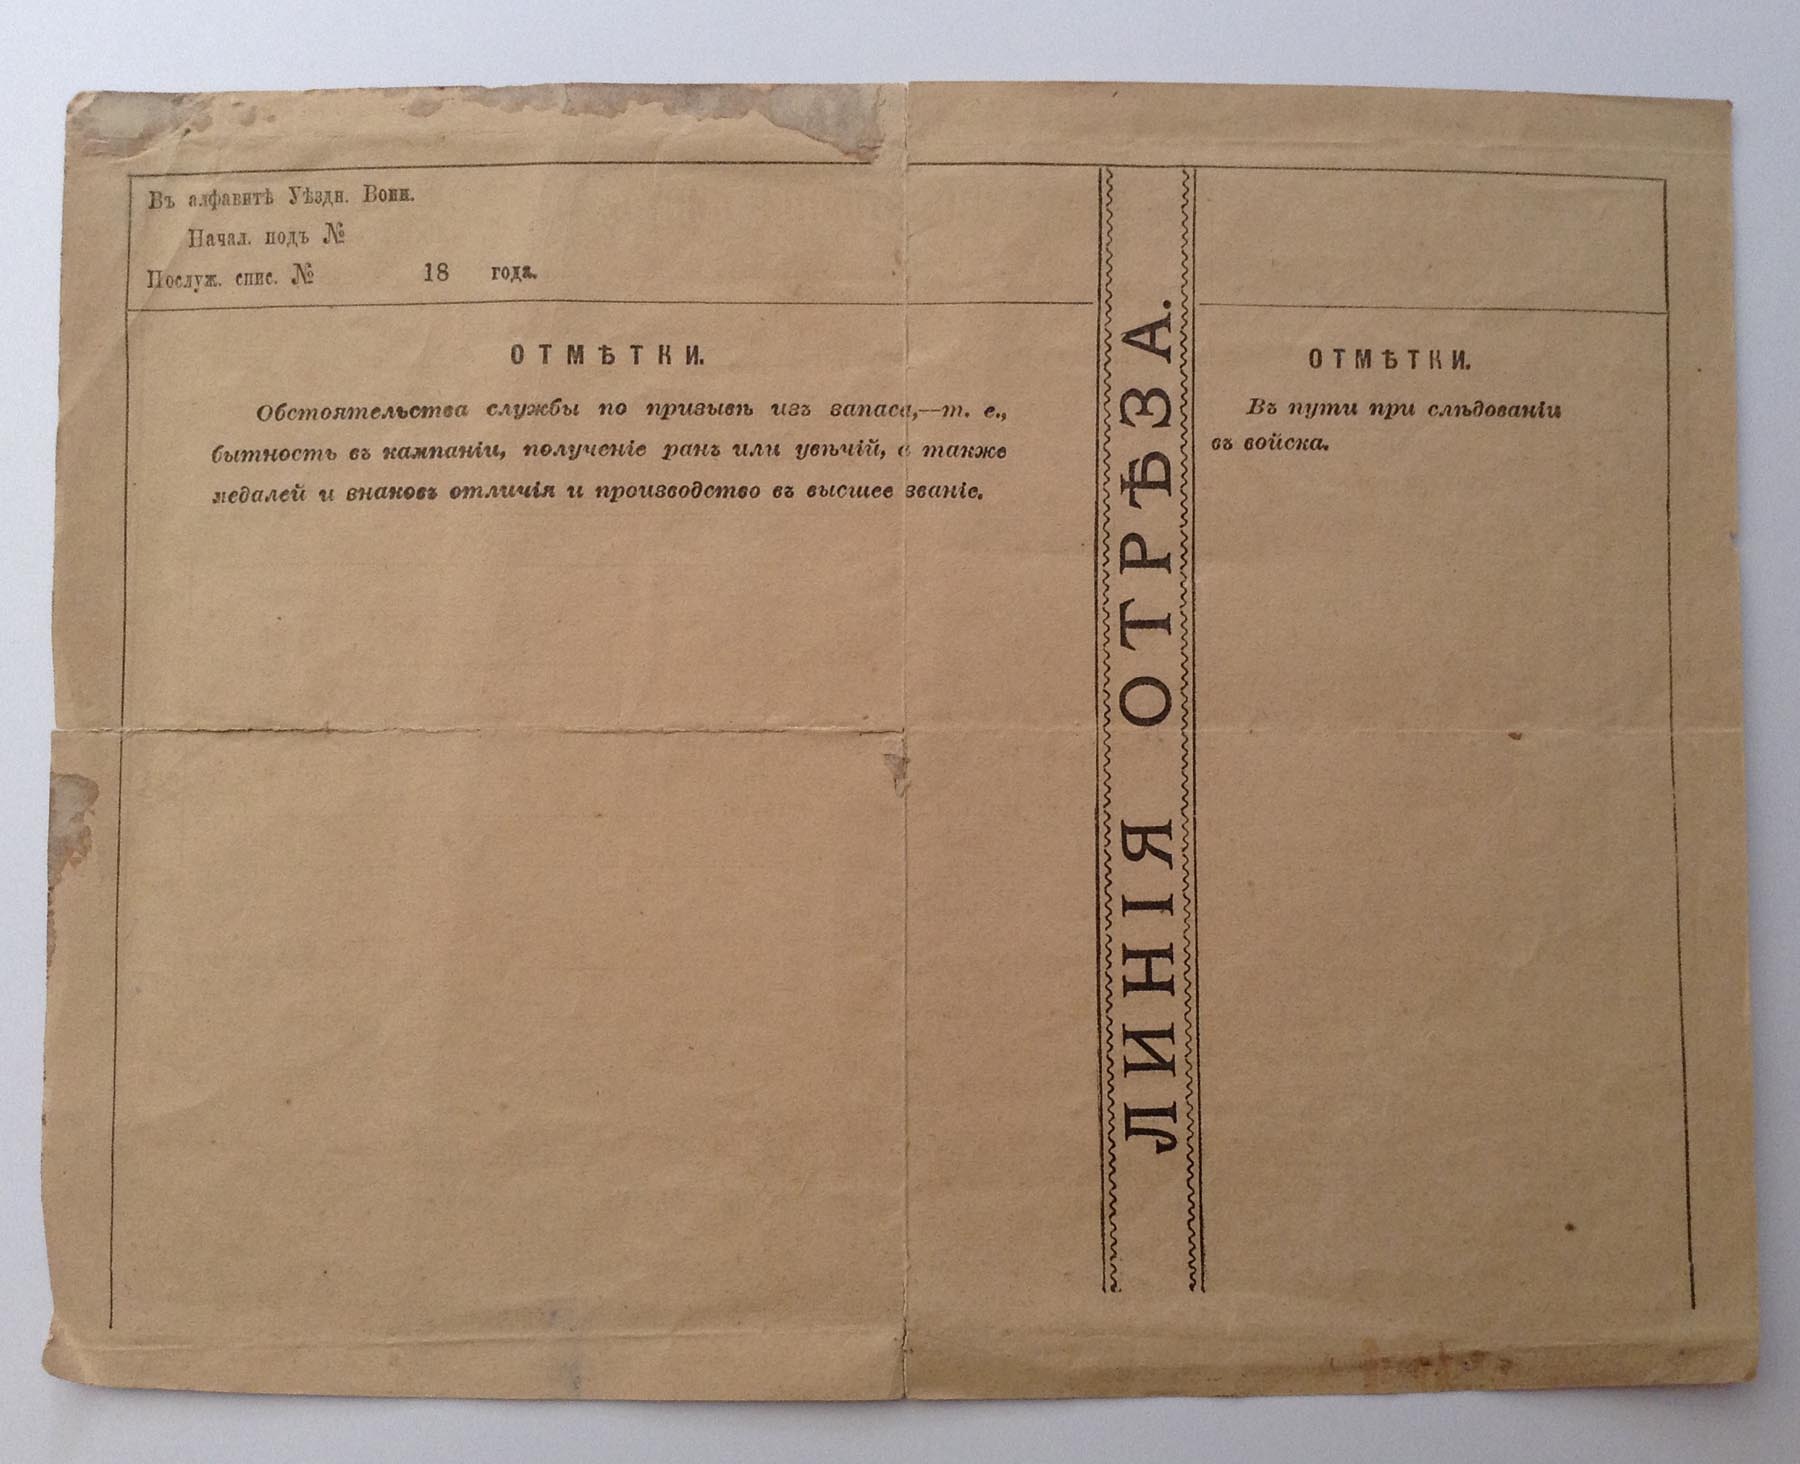 Въ алфавитѣ Уѣздн. Воин.
Начал. подъ №
Послуж. спис. № 18 года.
ОТМѢТКИ.
Обстоятельства службы по призывѣ изъ запаса,—т. е.,
бытность въ кампаніи, полученіе ранъ или увѣчій, а также
медалей и знаковъ отличія и производство въ высшее званіе.
ЛИНІЯ ОТРѢЗА.
ОТМѢТКИ.
Въ пути при слѣдованіи
въ войска.